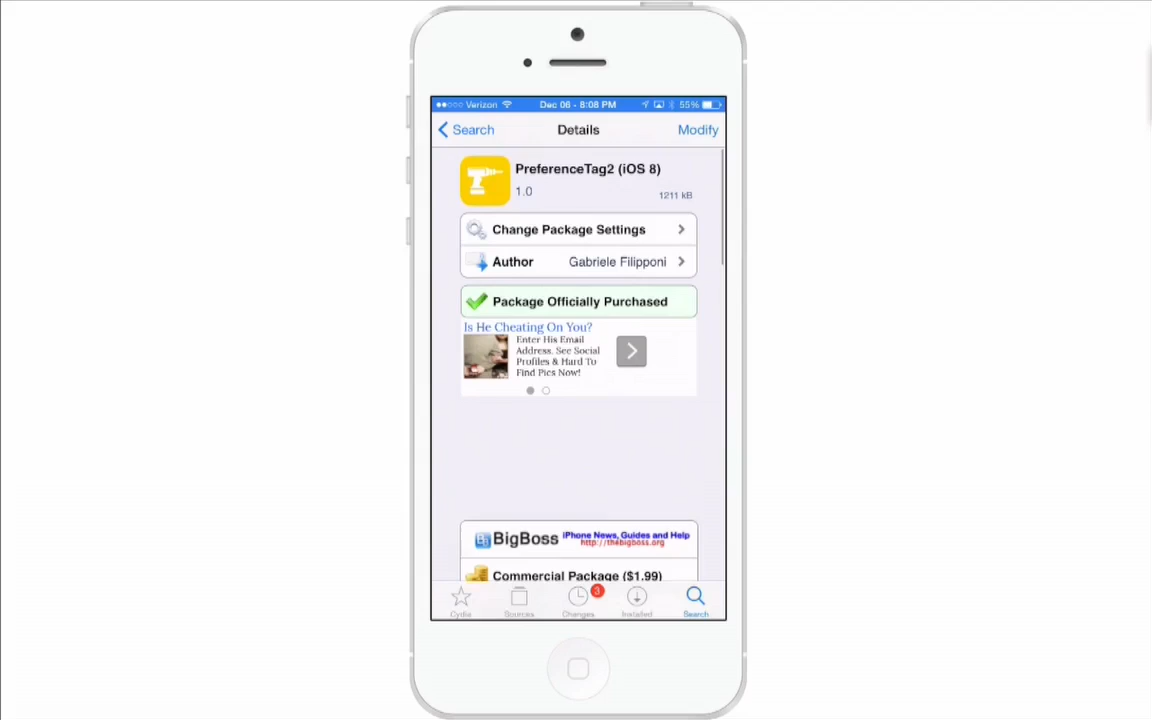 Verizon Dec 06 - 8:08 PM 55%
Search Details Modify
PreferenceTag2 (iOS 8)
1.0 1211 kB
Change Package Settings
Author Gabriele Filipponi
Package Officially Purchased
Is He Cheating On You?
Enter His Email
Address. See Social
Profiles & Hard To
Find Pics Now!
BigBoss iPhone News, Guides and Help
http://thebigboss.org
Commercial Package ($1.99)
3
Cydia Sources Changes Installed Search